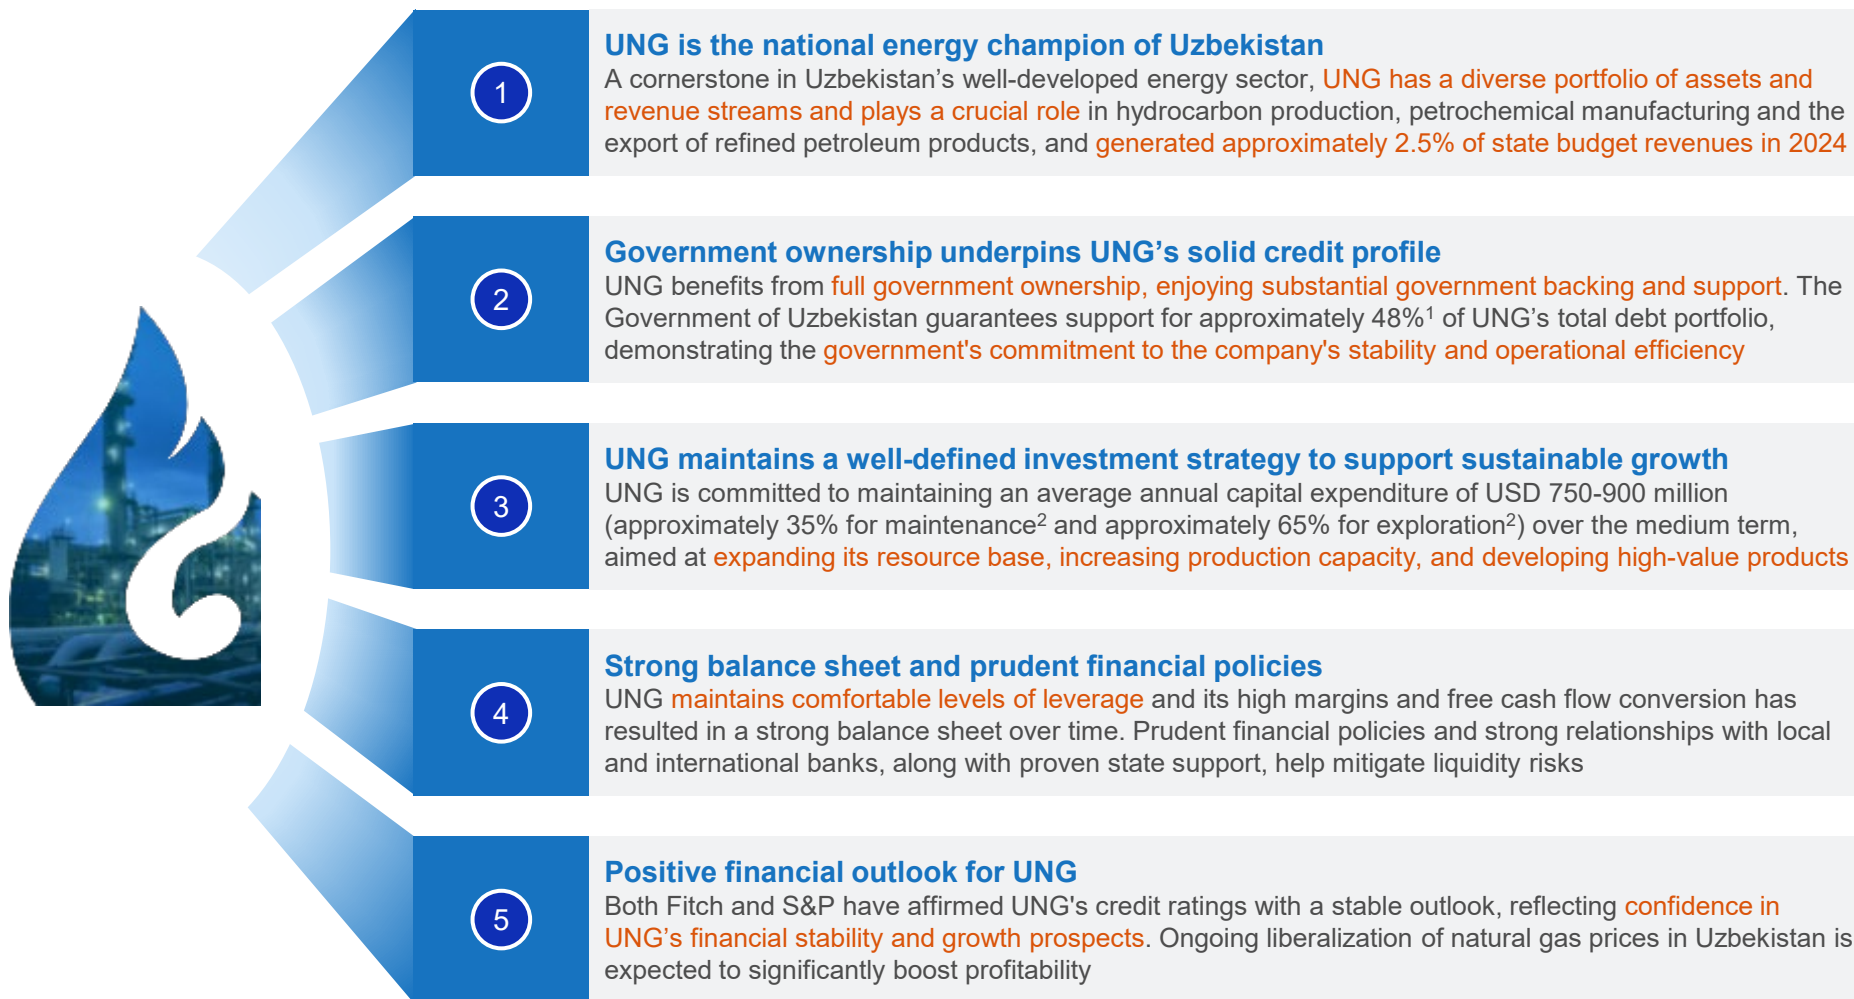 1
UNG is the national energy champion of Uzbekistan
A cornerstone in Uzbekistan’s well-developed energy sector, UNG has a diverse portfolio of assets and
revenue streams and plays a crucial role in hydrocarbon production, petrochemical manufacturing and the
export of refined petroleum products, and generated approximately 2.5% of state budget revenues in 2024
2
Government ownership underpins UNG’s solid credit profile
UNG benefits from full government ownership, enjoying substantial government backing and support. The
Government of Uzbekistan guarantees support for approximately 48%¹ of UNG’s total debt portfolio,
demonstrating the government's commitment to the company's stability and operational efficiency
3
UNG maintains a well-defined investment strategy to support sustainable growth
UNG is committed to maintaining an average annual capital expenditure of USD 750-900 million
(approximately 35% for maintenance² and approximately 65% for exploration²) over the medium term,
aimed at expanding its resource base, increasing production capacity, and developing high-value products
4
Strong balance sheet and prudent financial policies
UNG maintains comfortable levels of leverage and its high margins and free cash flow conversion has
resulted in a strong balance sheet over time. Prudent financial policies and strong relationships with local
and international banks, along with proven state support, help mitigate liquidity risks
5
Positive financial outlook for UNG
Both Fitch and S&P have affirmed UNG's credit ratings with a stable outlook, reflecting confidence in
UNG’s financial stability and growth prospects. Ongoing liberalization of natural gas prices in Uzbekistan is
expected to significantly boost profitability